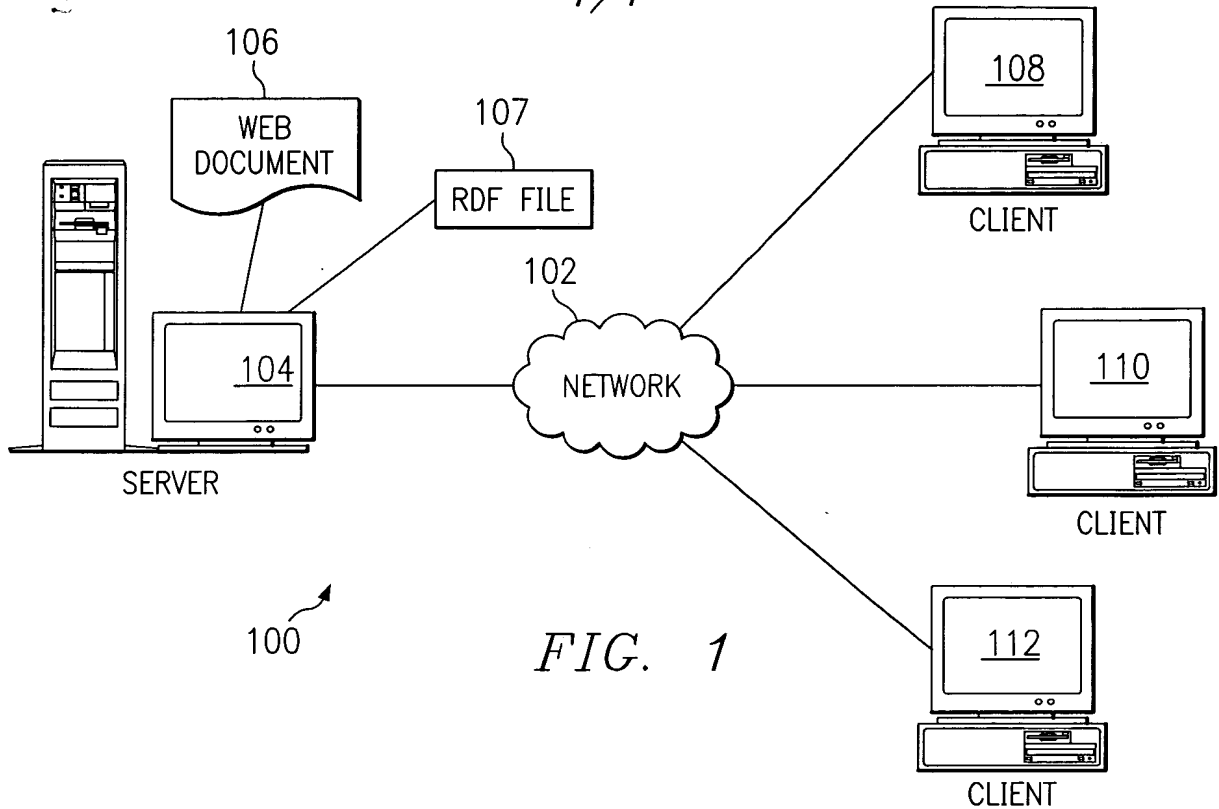 106
WEB
DOCUMENT
107
RDF FILE
108
CLIENT
102
NETWORK
104
SERVER
110
CLIENT
100
FIG. 1
112
CLIENT